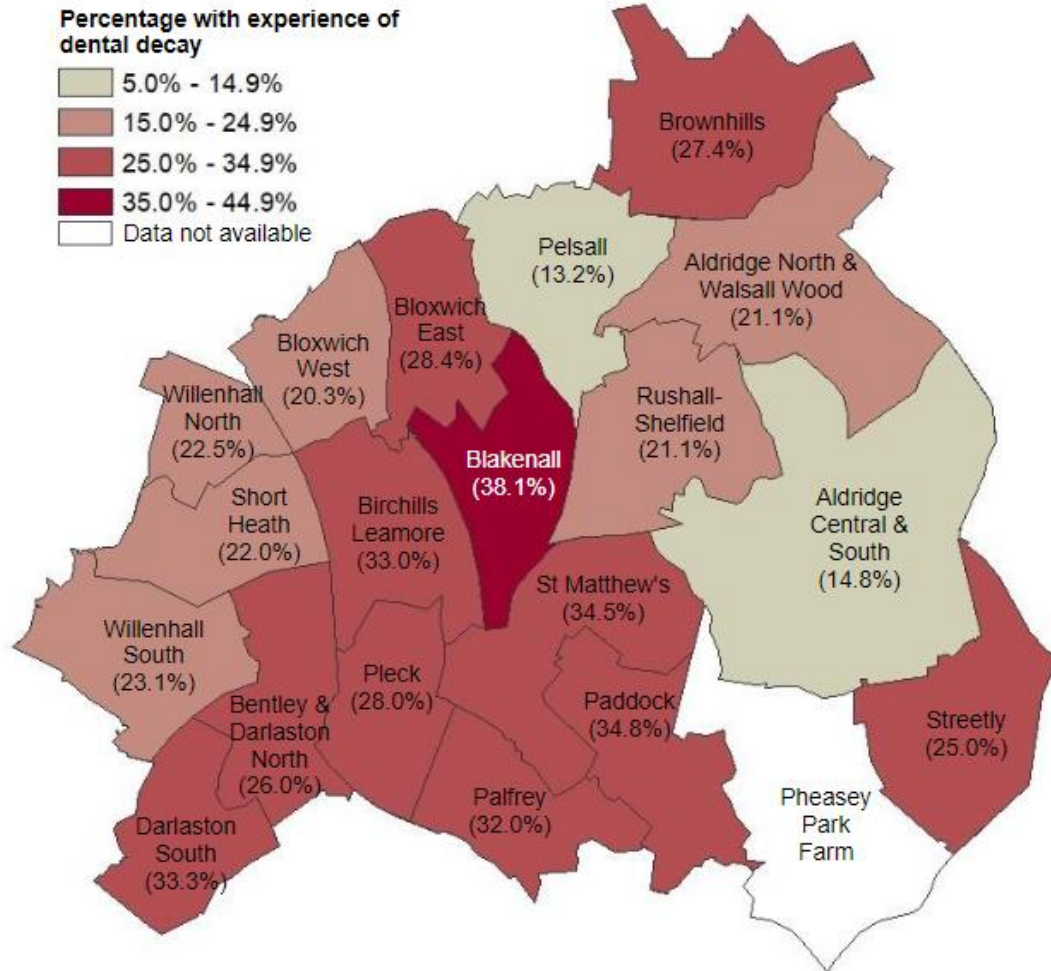 Percentage with experience of
dental decay
5.0% - 14.9%
15.0% - 24.9%
25.0% - 34.9%
35.0% - 44.9%
Data not available
Brownhills
(27.4%)
Pelsall
(13.2%)
Aldridge North &
Walsall Wood
(21.1%)
Bloxwich
East
(28.4%)
Bloxwich
West
(20.3%)
Willenhall
North
(22.5%)
Rushall-
Shelfield
(21.1%)
Blakenall
(38.1%)
Short
Heath
(22.0%)
Birchills
Leamore
(33.0%)
Aldridge
Central &
South
(14.8%)
St Matthew's
(34.5%)
Willenhall
South
(23.1%)
Pleck
(28.0%)
Paddock
(34.8%)
Bentley &
Darlaston
North
(26.0%)
Streetly
(25.0%)
Palfrey
(32.0%)
Pheasey
Park
Farm
Darlaston
South
(33.3%)